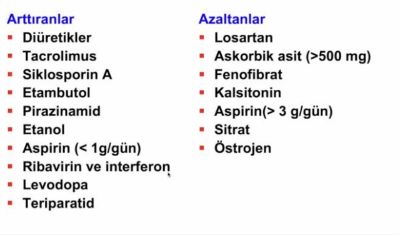 Arttıranlar
Diüretikler
Tacrolimus
Siklosporin A
Etambutol
Pirazinamid
Etanol
Aspirin (< 1g/gün)
Ribavirin ve interferon
Levodopa
Teriparatid
Azaltanlar
Losartan
Askorbik asit (>500 mg)
Fenofibrat
Kalsitonin
Aspirin(> 3 g/gün)
Sitrat
Östrojen